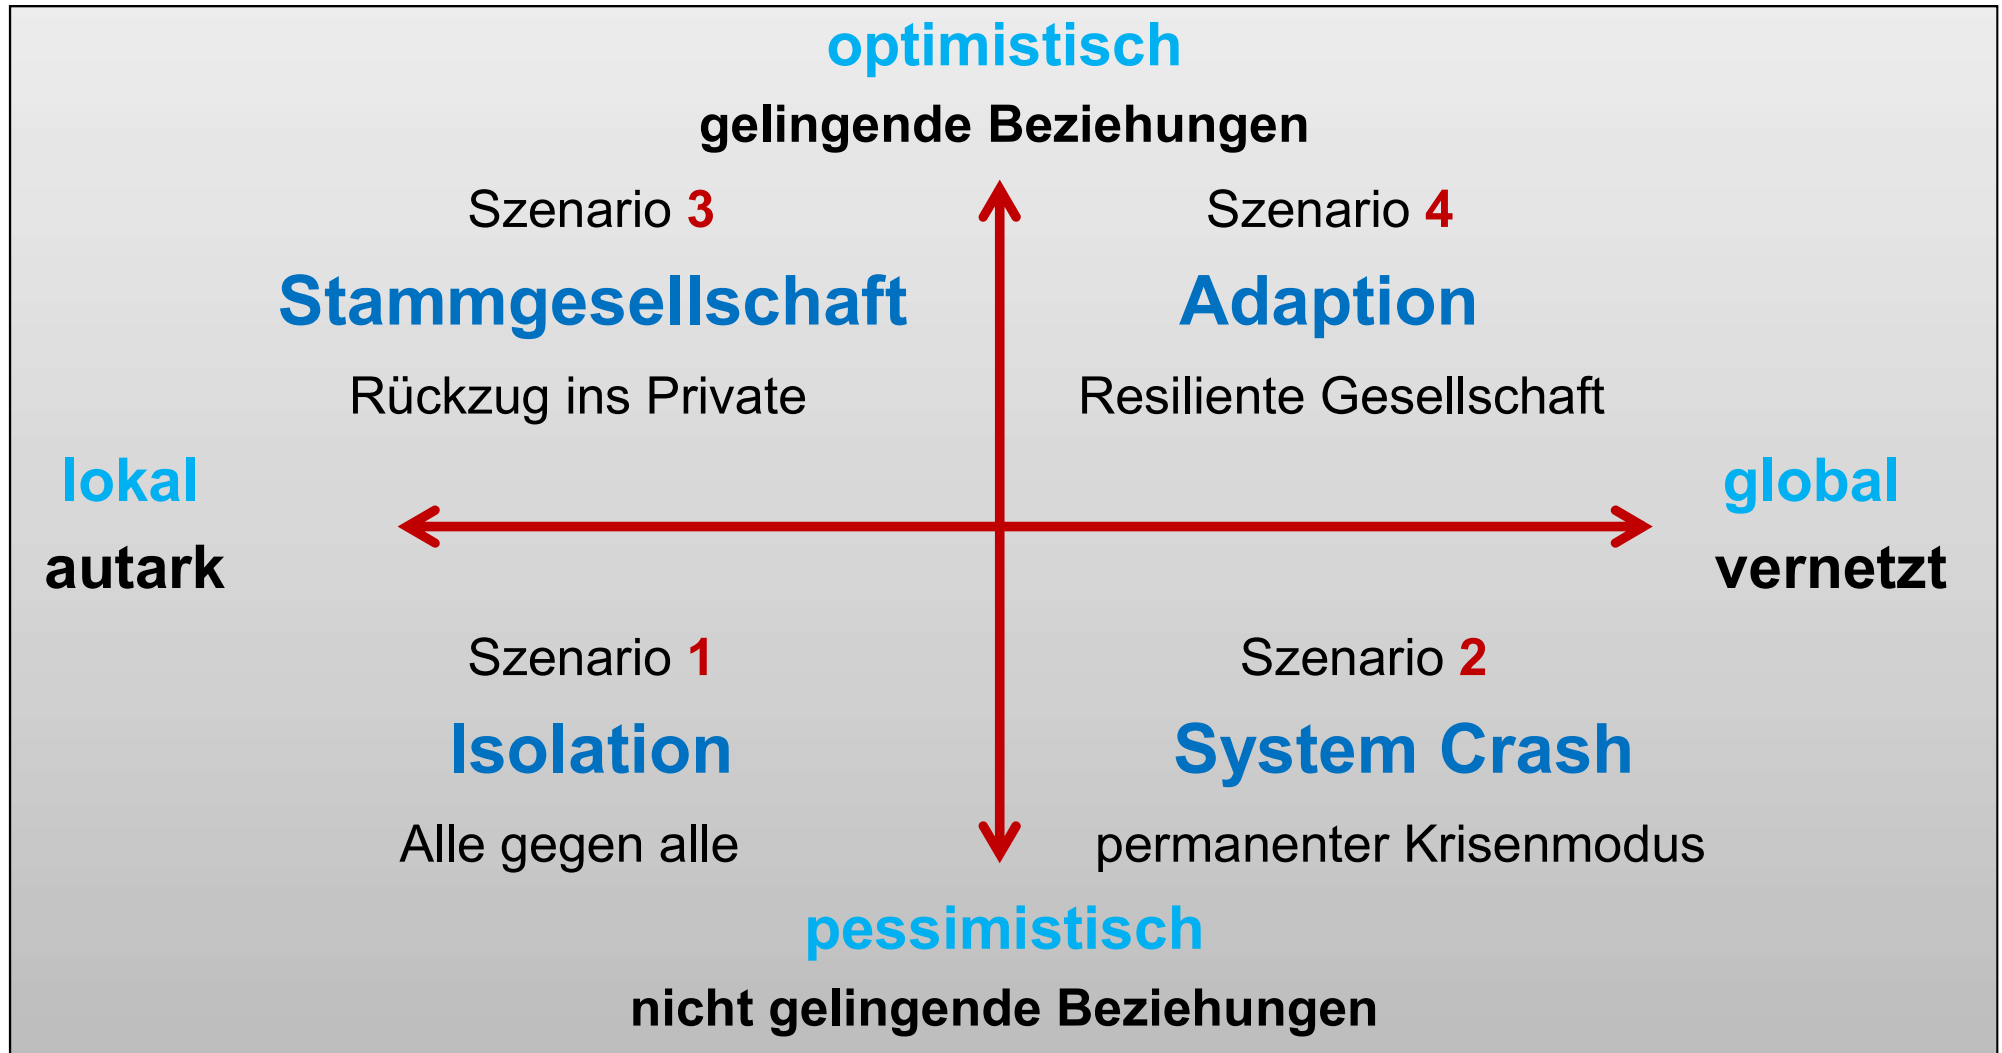 optimistisch
gelingende Beziehungen
Szenario 3
Stammgesellschaft
Rückzug ins Private
Szenario 4
Adaption
Resiliente Gesellschaft
lokal
autark
global
vernetzt
Szenario 1
Isolation
Alle gegen alle
Szenario 2
System Crash
permanenter Krisenmodus
pessimistisch
nicht gelingende Beziehungen